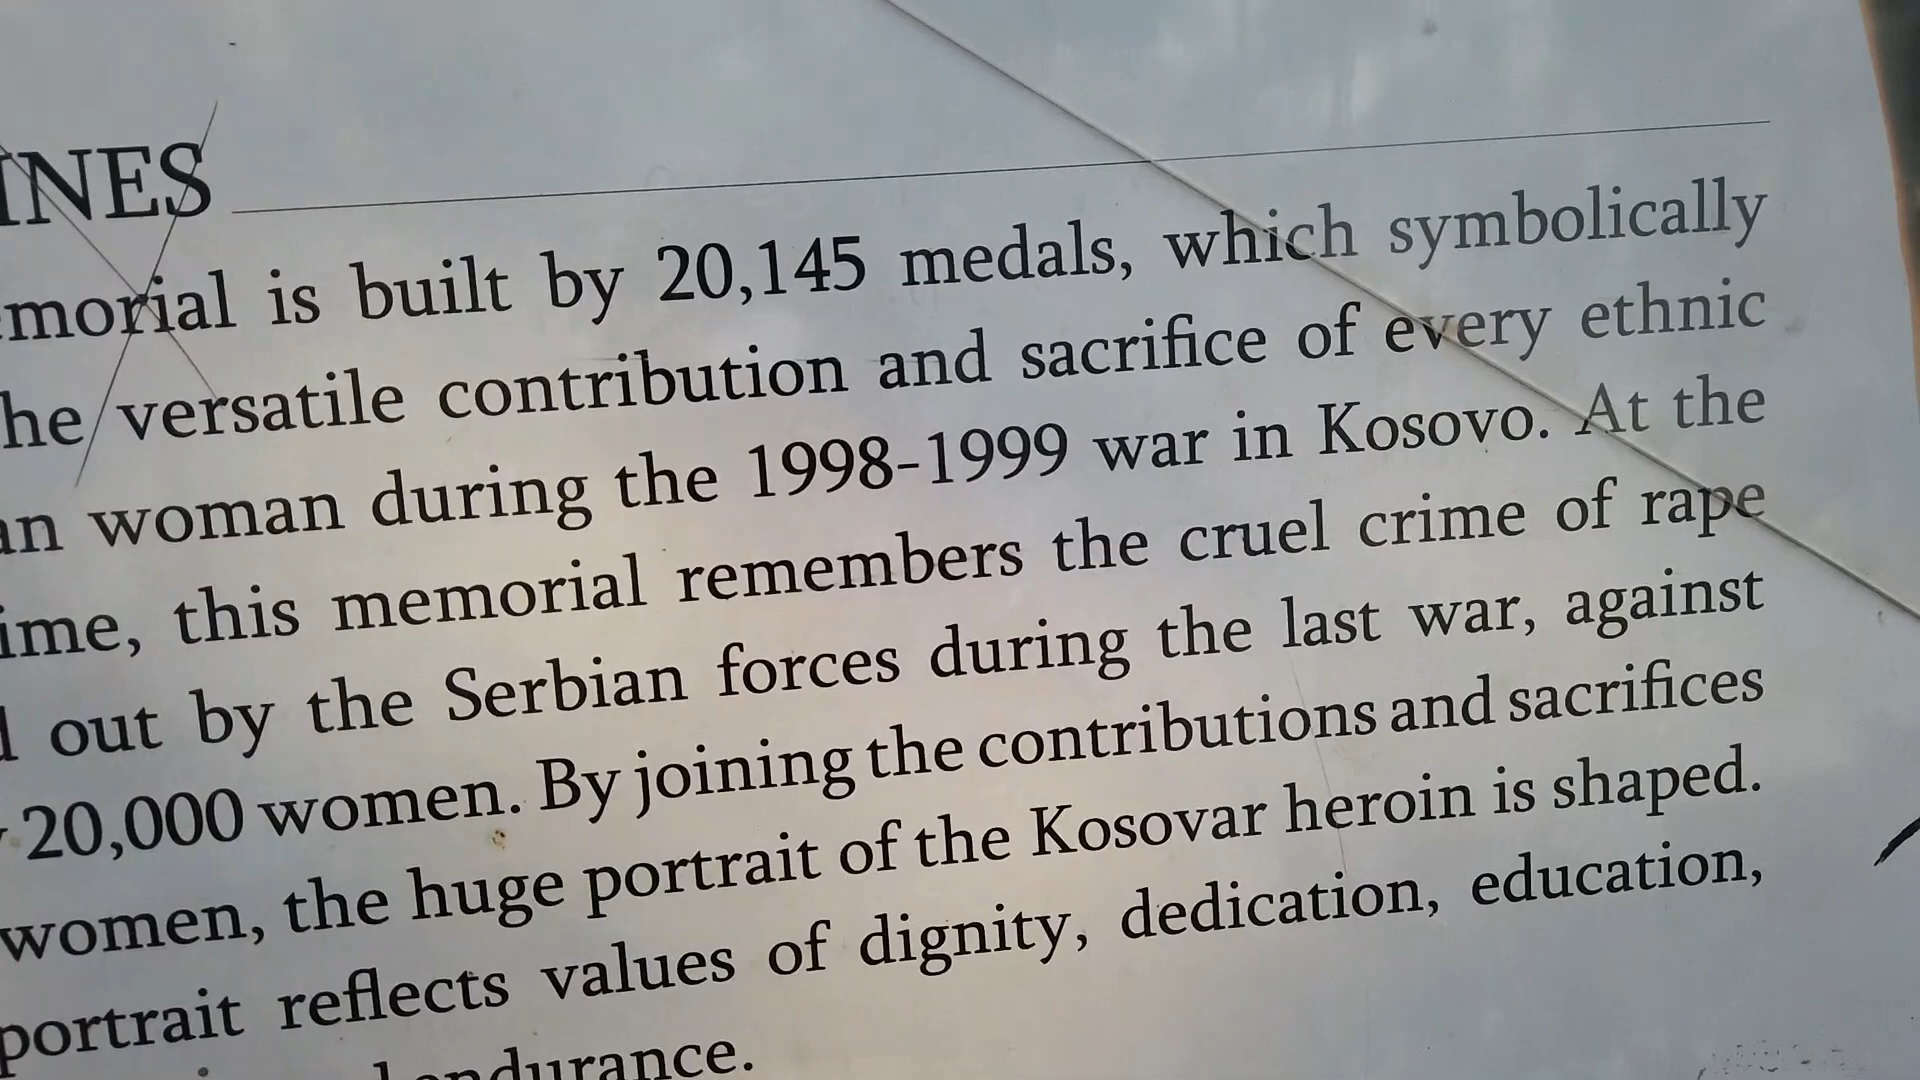 INES
morial is built by 20,145 medals, which symbolically
he versatile contribution and sacrifice of every ethnic
an woman during the 1998-1999 war in Kosovo. At the
ime, this memorial remembers the cruel crime of rape
out by the Serbian forces during the last war, against
20,000 women. By joining the contributions and sacrifices
women, the huge portrait of the Kosovar heroin is shaped.
portrait reflects values of dignity, dedication, education,
endurance.